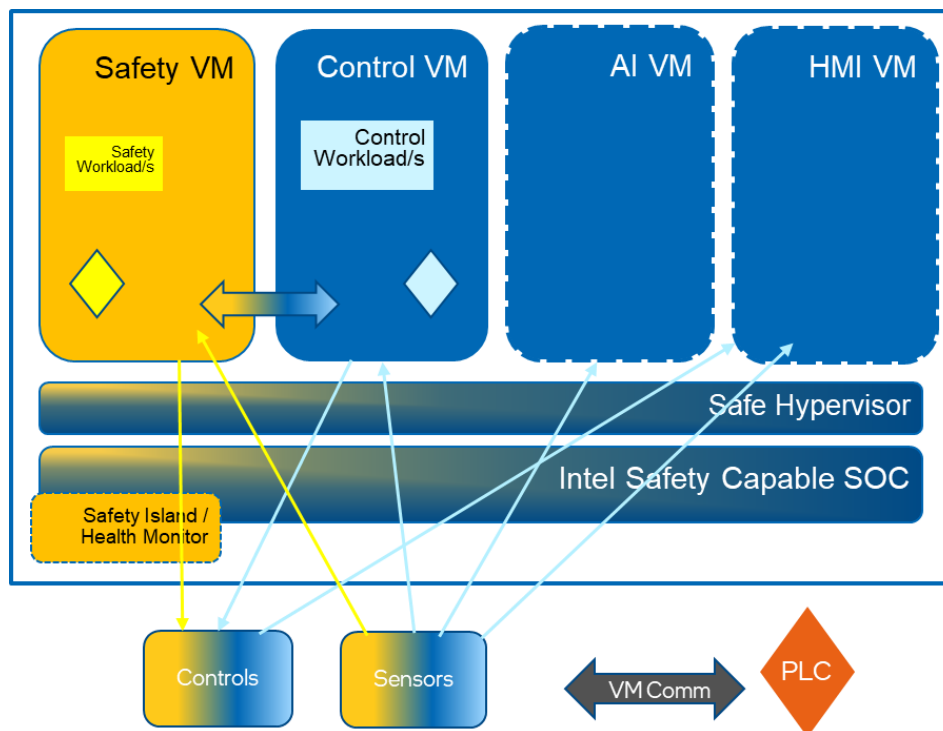 Safety VM
Control VM
AI VM
HMI VM
Safety
Workload/s
Control
Workload/s
Safe Hypervisor
Intel Safety Capable SOC
Safety Island /
Health Monitor
Controls
Sensors
VM Comm
PLC